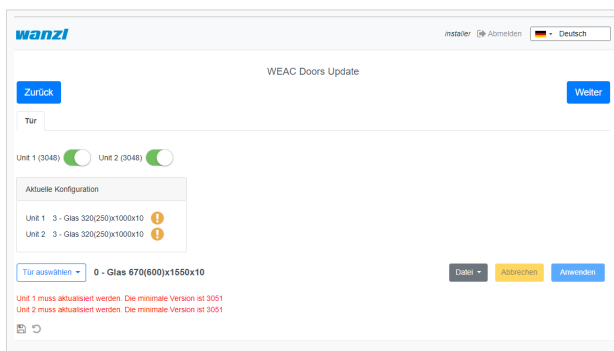 wanzl
installer Abmelden Deutsch
WEAC Doors Update
Zurück Weiter
Tür
Unit 1 (3048) Unit 2 (3048)
Aktuelle Konfiguration
Unit 1 3 - Glas 320(250)x1000x10
Unit 2 3 - Glas 320(250)x1000x10
Tür auswählen 0 - Glas 670(600)x1550x10 Datei Abbrechen Anwenden
Unit 1 muss aktualisiert werden. Die minimale Version ist 3051
Unit 2 muss aktualisiert werden. Die minimale Version ist 3051